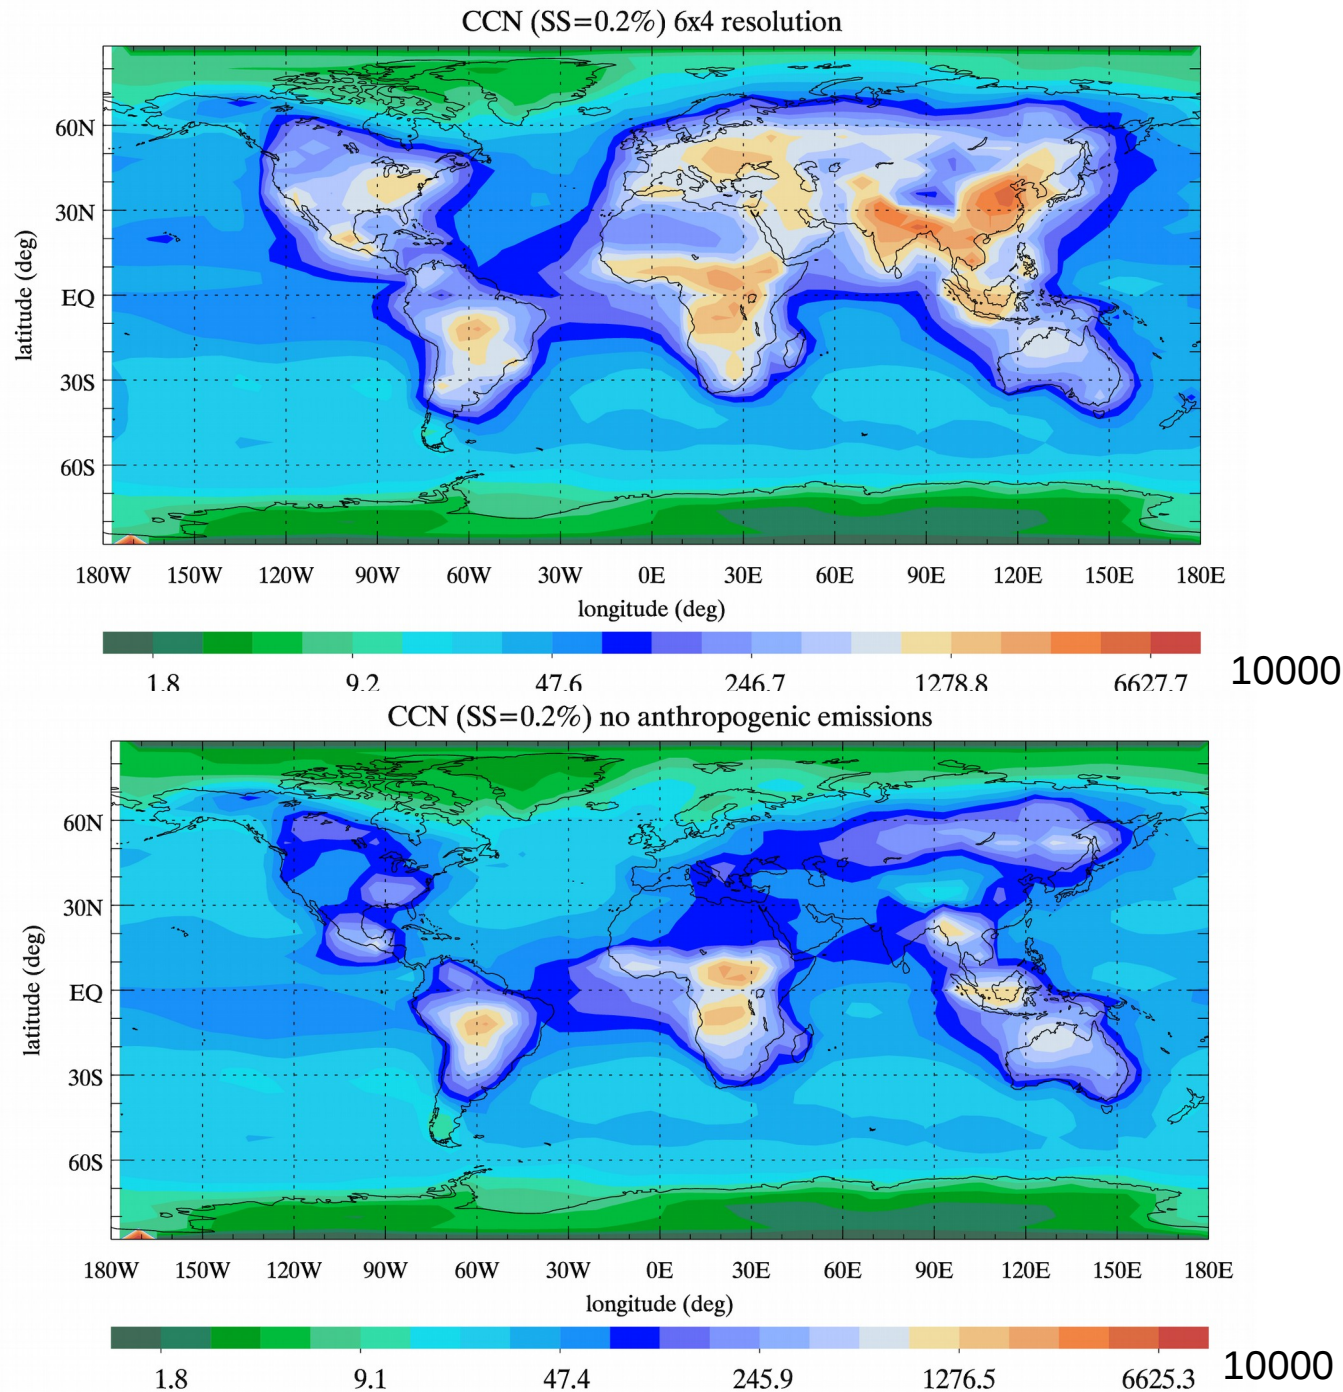 CCN (SS=0.2%) 6x4 resolution
60N
30N
EQ
30S
60S
latitude (deg)
180W 150W 120W 90W 60W 30W 0E 30E 60E 90E 120E 150E 180E
longitude (deg)
1.8 9.2 47.6 246.7 1278.8 6627.7 10000
CCN (SS=0.2%) no anthropogenic emissions
60N
30N
EQ
30S
60S
latitude (deg)
180W 150W 120W 90W 60W 30W 0E 30E 60E 90E 120E 150E 180E
longitude (deg)
1.8 9.1 47.4 245.9 1276.5 6625.3 10000